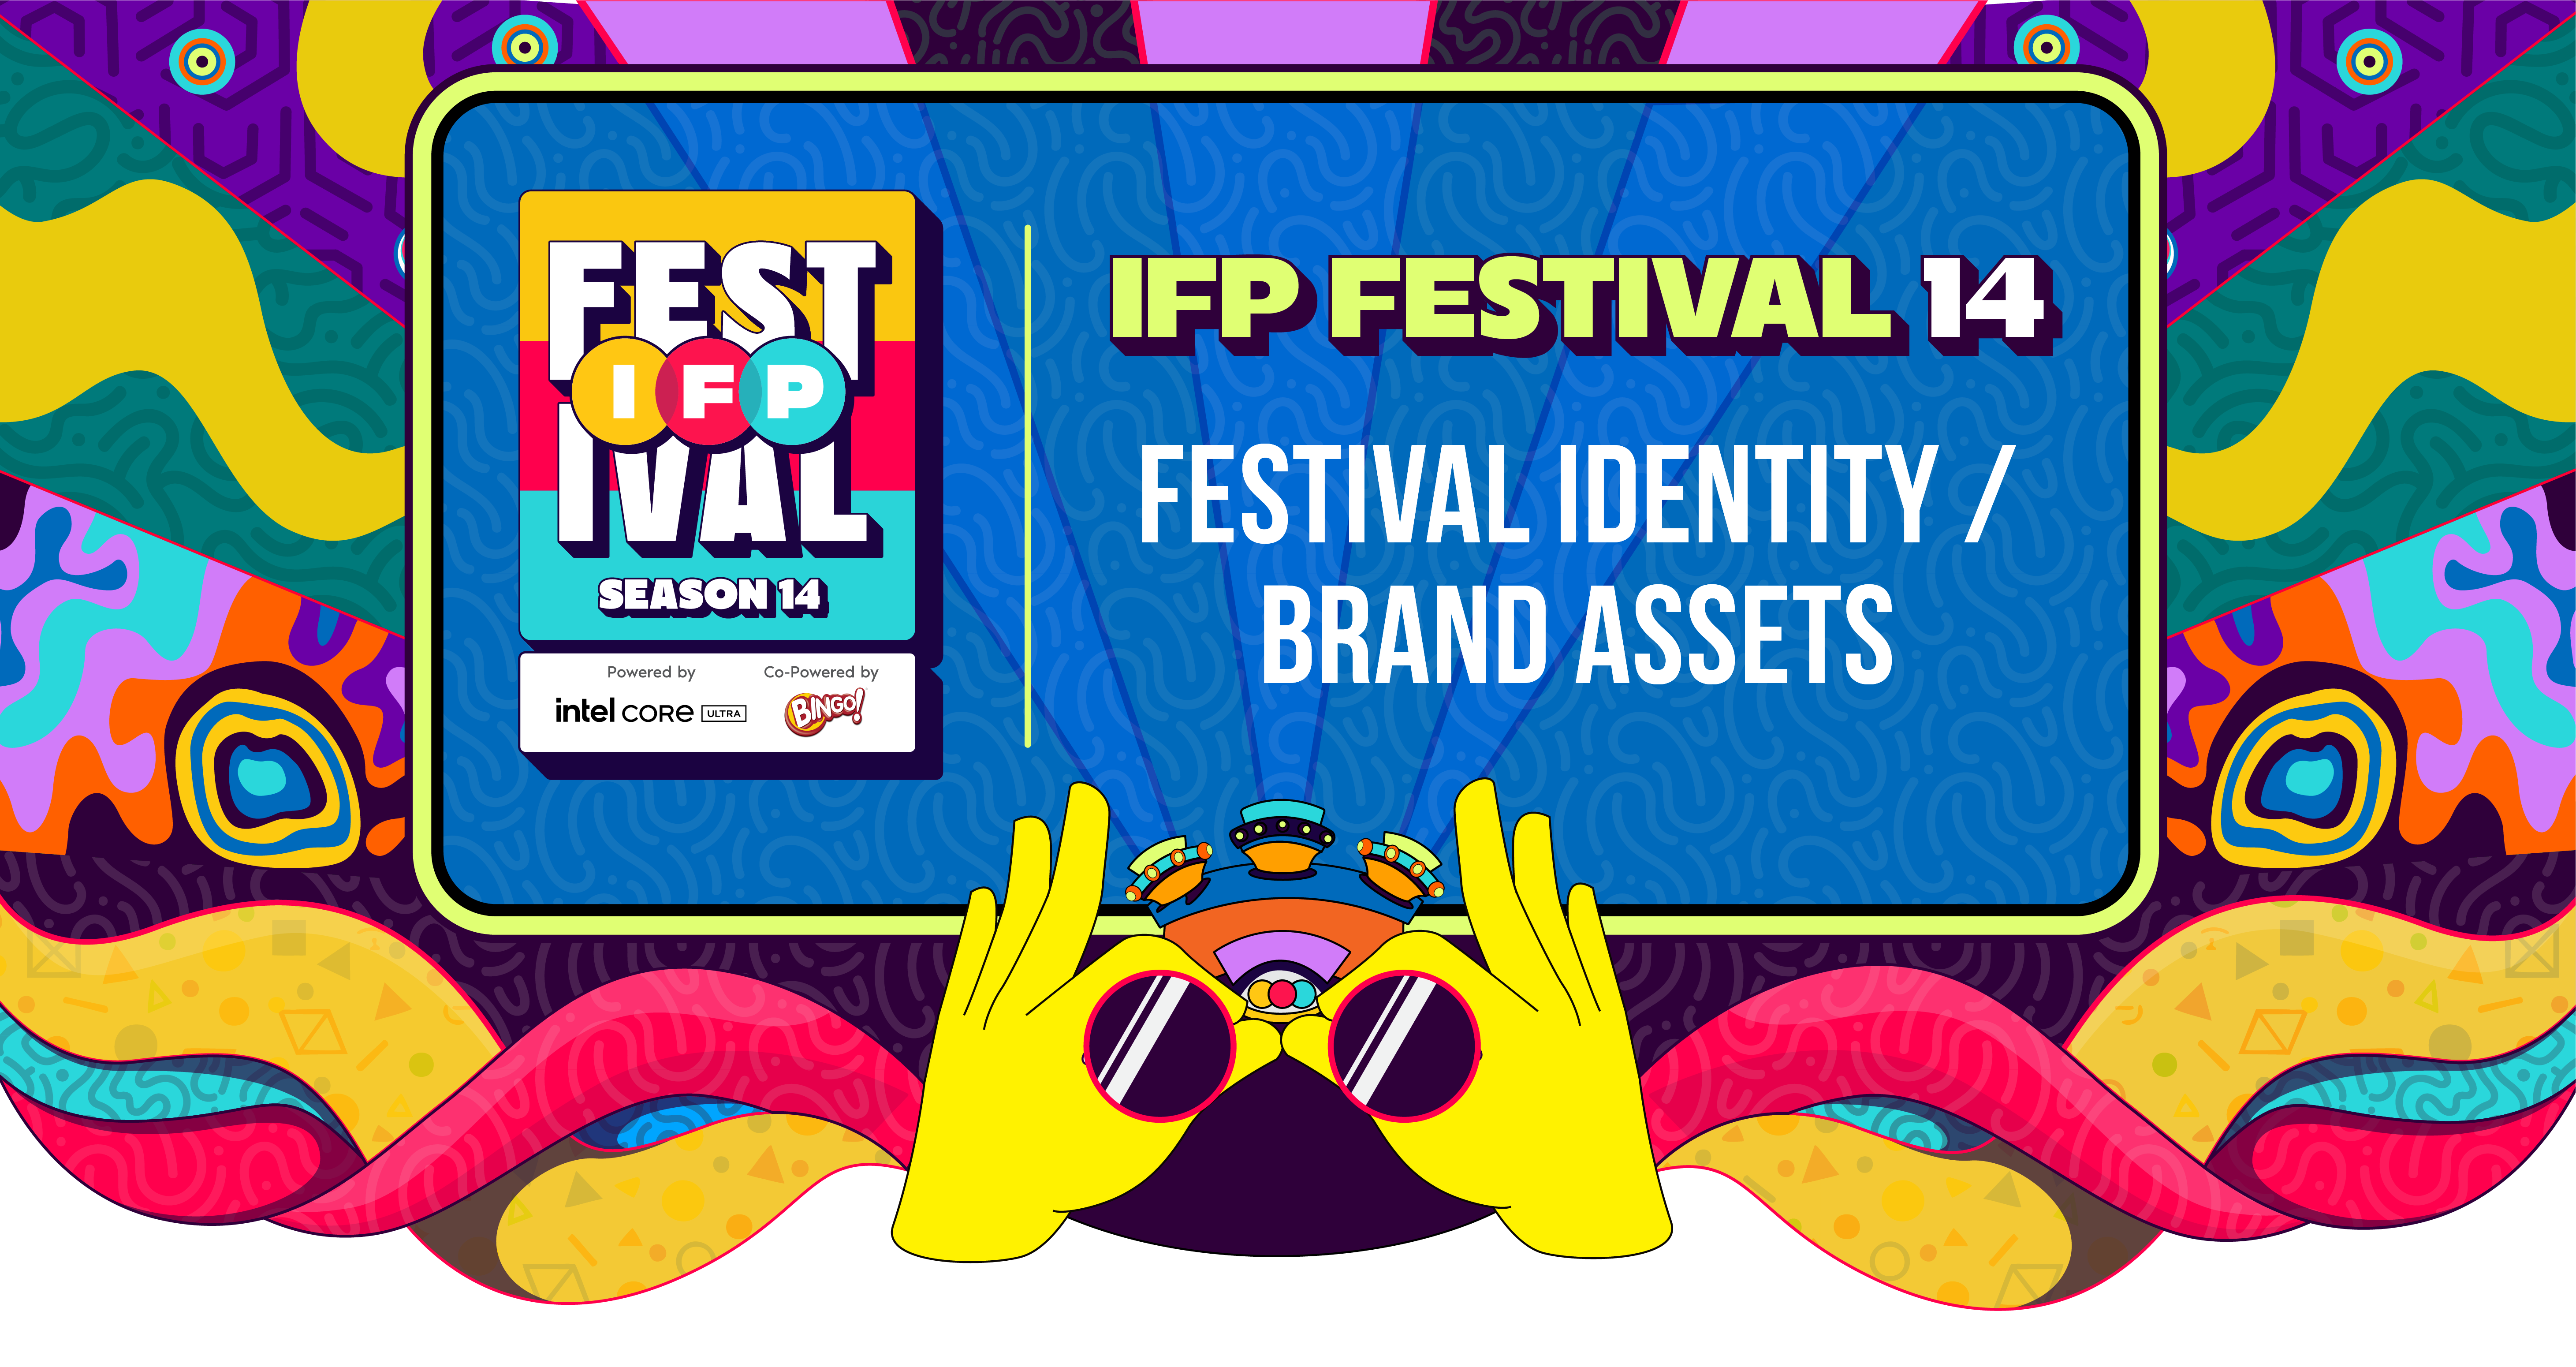 FEST
I F P
IVAL
SEASON 14
Powered by
intel CORE ULTRA
Co-Powered by
BINGO!
IFP FESTIVAL 14
FESTIVAL IDENTITY /
BRAND ASSETS